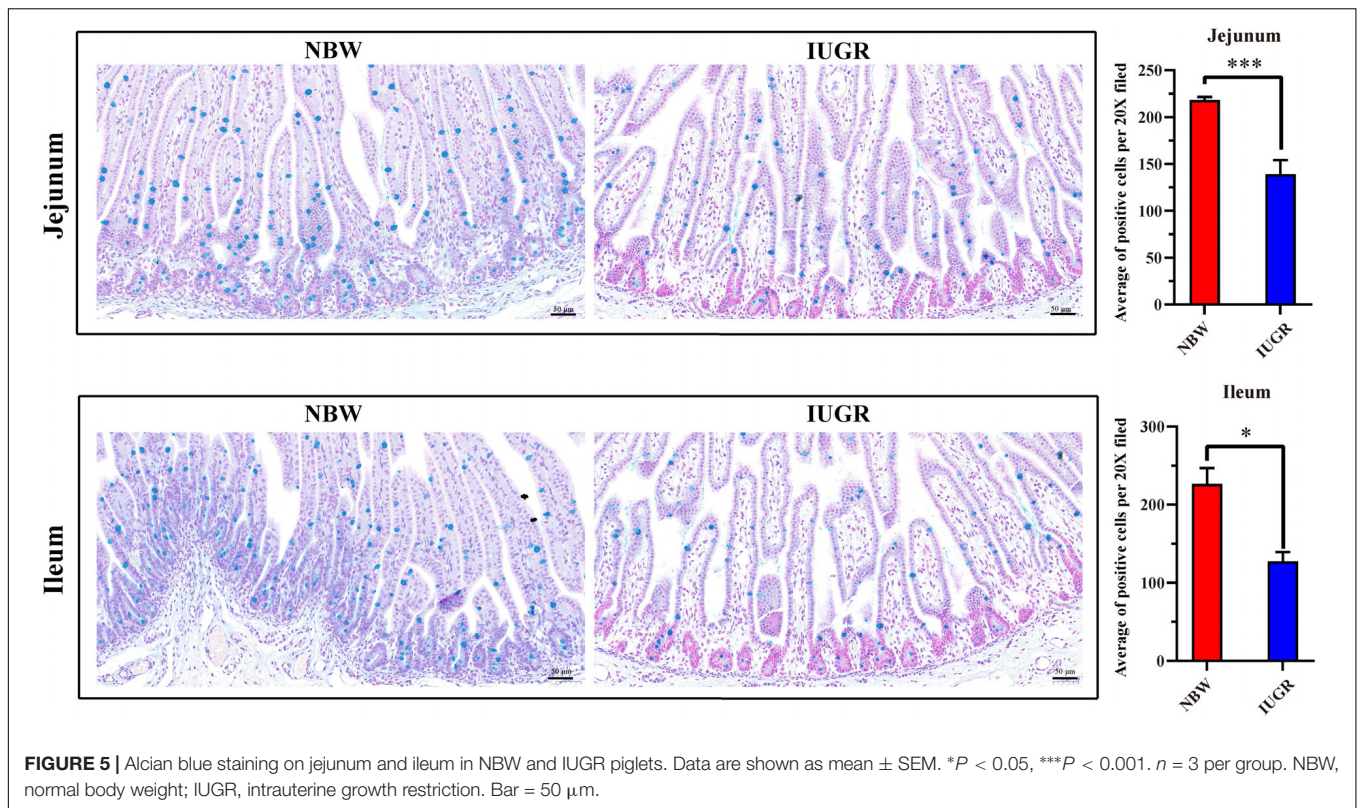 NBW
IUGR
Jejunum
50 μm
50 μm
Jejunum
***
Average of positive cells per 20X filed
250
200
150
100
50
0
NBW
IUGR
NBW
IUGR
Ileum
50 μm
50 μm
Ileum
*
Average of positive cells per 20X filed
300
200
100
0
NBW
IUGR
FIGURE 5 | Alcian blue staining on jejunum and ileum in NBW and IUGR piglets. Data are shown as mean ± SEM. *P < 0.05, ***P < 0.001. n = 3 per group. NBW,
normal body weight; IUGR, intrauterine growth restriction. Bar = 50 μm.